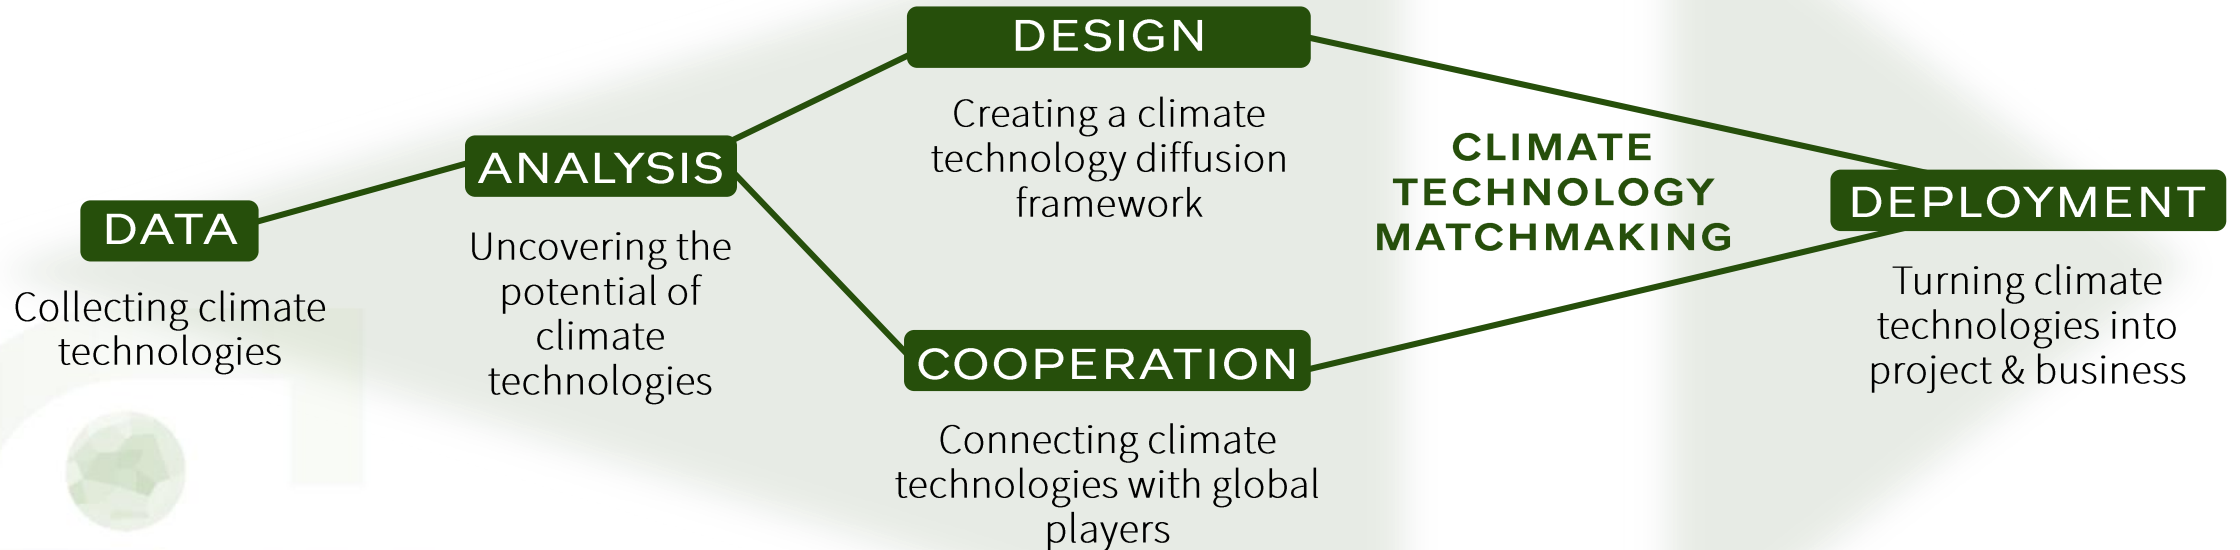 DATA
Collecting climate
technologies
ANALYSIS
Uncovering the
potential of
climate
technologies
DESIGN
Creating a climate
technology diffusion
framework
COOPERATION
Connecting climate
technologies with global
players
CLIMATE
TECHNOLOGY
MATCHMAKING
DEPLOYMENT
Turning climate
technologies into
project & business